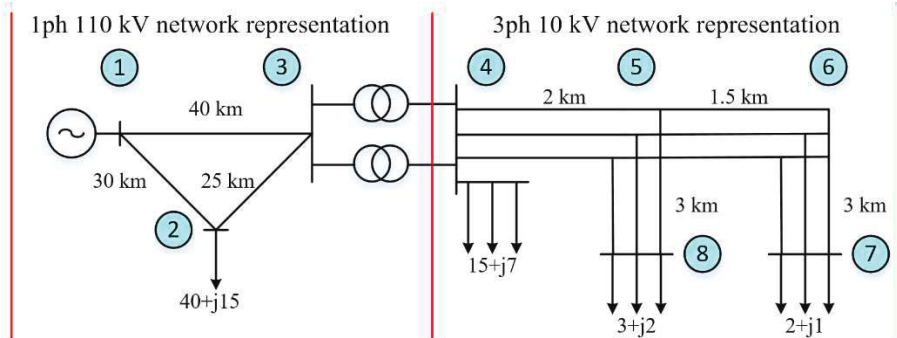 1ph 110 kV network representation
3ph 10 kV network representation
1
3
4
5
6
40 km
2 km
1.5 km
30 km
25 km
2
3 km
3 km
8
7
40+j15
15+j7
3+j2
2+j1